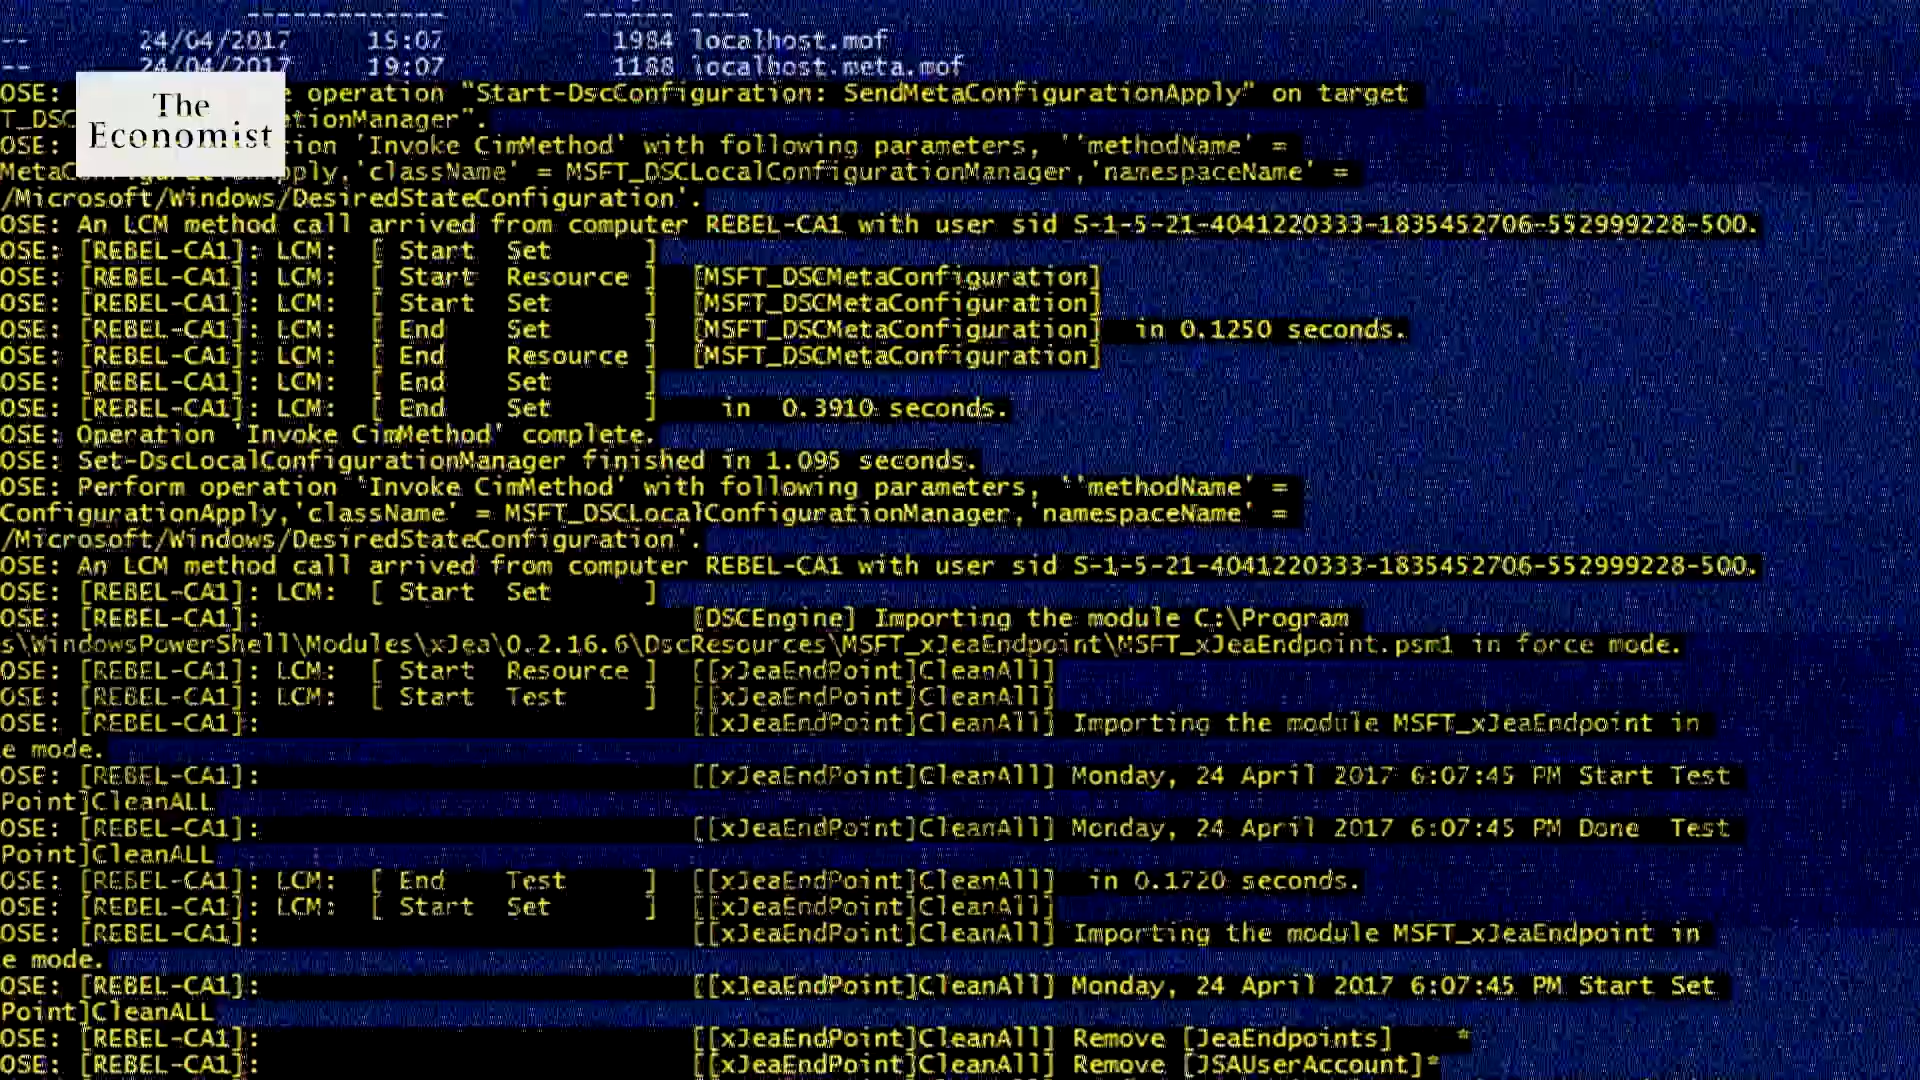 -- 24/04/2017 19:07 1984 localhost.mof
-- 24/04/2017 19:07 1188 localhost.meta.mof
The
Economist
OSE: e operation "Start-DscConfiguration: SendMetaConfigurationApply" on target
T_DSC ationManager".
OSE: ion 'Invoke CimMethod' with following parameters, ''methodName' =
MetaConfigurationApply,'className' = MSFT_DSCLocalConfigurationManager,'namespaceName' =
/Microsoft/Windows/DesiredStateConfiguration'.
OSE: An LCM method call arrived from computer REBEL-CA1 with user sid S-1-5-21-4041220333-1835452706-552999228-500.
OSE: [REBEL-CA1]: LCM: [ Start Set ]
OSE: [REBEL-CA1]: LCM: [ Start Resource ] [MSFT_DSCMetaConfiguration]
OSE: [REBEL-CA1]: LCM: [ Start Set ] [MSFT_DSCMetaConfiguration]
OSE: [REBEL-CA1]: LCM: [ End Set ] [MSFT_DSCMetaConfiguration] in 0.1250 seconds.
OSE: [REBEL-CA1]: LCM: [ End Resource ] [MSFT_DSCMetaConfiguration]
OSE: [REBEL-CA1]: LCM: [ End Set ]
OSE: [REBEL-CA1]: LCM: [ End Set ] in 0.3910 seconds.
OSE: Operation 'Invoke CimMethod' complete.
OSE: Set-DscLocalConfigurationManager finished in 1.095 seconds.
OSE: Perform operation 'Invoke CimMethod' with following parameters, ''methodName' =
ConfigurationApply,'className' = MSFT_DSCLocalConfigurationManager,'namespaceName' =
/Microsoft/Windows/DesiredStateConfiguration'.
OSE: An LCM method call arrived from computer REBEL-CA1 with user sid S-1-5-21-4041220333-1835452706-552999228-500.
OSE: [REBEL-CA1]: LCM: [ Start Set ]
OSE: [REBEL-CA1]: [DSCEngine] Importing the module C:\Program
s\WindowsPowerShell\Modules\xJea\0.2.16.6\DscResources\MSFT_xJeaEndpoint\MSFT_xJeaEndpoint.psm1 in force mode.
OSE: [REBEL-CA1]: LCM: [ Start Resource ] [[xJeaEndPoint]CleanAll]
OSE: [REBEL-CA1]: LCM: [ Start Test ] [[xJeaEndPoint]CleanAll]
OSE: [REBEL-CA1]: [[xJeaEndPoint]CleanAll] Importing the module MSFT_xJeaEndpoint in
e mode.
OSE: [REBEL-CA1]: [[xJeaEndPoint]CleanAll] Monday, 24 April 2017 6:07:45 PM Start Test
Point]CleanALL
OSE: [REBEL-CA1]: [[xJeaEndPoint]CleanAll] Monday, 24 April 2017 6:07:45 PM Done Test
Point]CleanALL
OSE: [REBEL-CA1]: LCM: [ End Test ] [[xJeaEndPoint]CleanAll] in 0.1720 seconds.
OSE: [REBEL-CA1]: LCM: [ Start Set ] [[xJeaEndPoint]CleanAll]
OSE: [REBEL-CA1]: [[xJeaEndPoint]CleanAll] Importing the module MSFT_xJeaEndpoint in
e mode.
OSE: [REBEL-CA1]: [[xJeaEndPoint]CleanAll] Monday, 24 April 2017 6:07:45 PM Start Set
Point]CleanALL
OSE: [REBEL-CA1]: [[xJeaEndPoint]CleanAll] Remove [JeaEndpoints] *
OSE: [REBEL-CA1]: [[xJeaEndPoint]CleanAll] Remove [JSAUserAccount]*